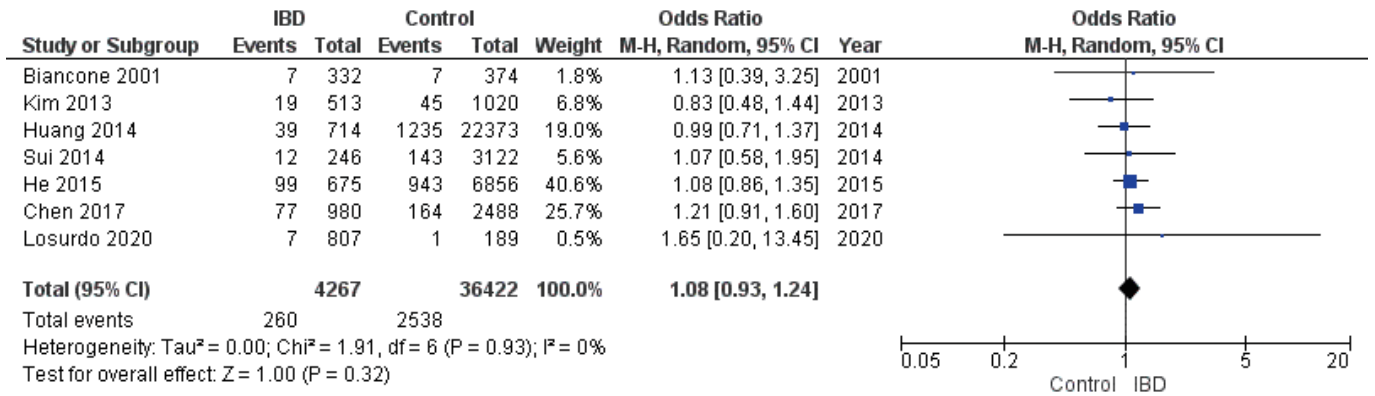 IBD Control Odds Ratio Odds Ratio
Study or Subgroup Events Total Events Total Weight M-H, Random, 95% CI Year M-H, Random, 95% CI
Biancone 2001 7 332 7 374 1.8% 1.13 [0.39, 3.25] 2001
Kim 2013 19 513 45 1020 6.8% 0.83 [0.48, 1.44] 2013
Huang 2014 39 714 1235 22373 19.0% 0.99 [0.71, 1.37] 2014
Sui 2014 12 246 143 3122 5.6% 1.07 [0.58, 1.95] 2014
He 2015 99 675 943 6856 40.6% 1.08 [0.86, 1.35] 2015
Chen 2017 77 980 164 2488 25.7% 1.21 [0.91, 1.60] 2017
Losurdo 2020 7 807 1 189 0.5% 1.65 [0.20, 13.45] 2020
Total (95% CI) 4267 36422 100.0% 1.08 [0.93, 1.24]
Total events 260 2538
Heterogeneity: Tau² = 0.00; Chi² = 1.91, df = 6 (P = 0.93); I² = 0%
Test for overall effect: Z = 1.00 (P = 0.32)
0.05 0.2 1 5 20
Control IBD